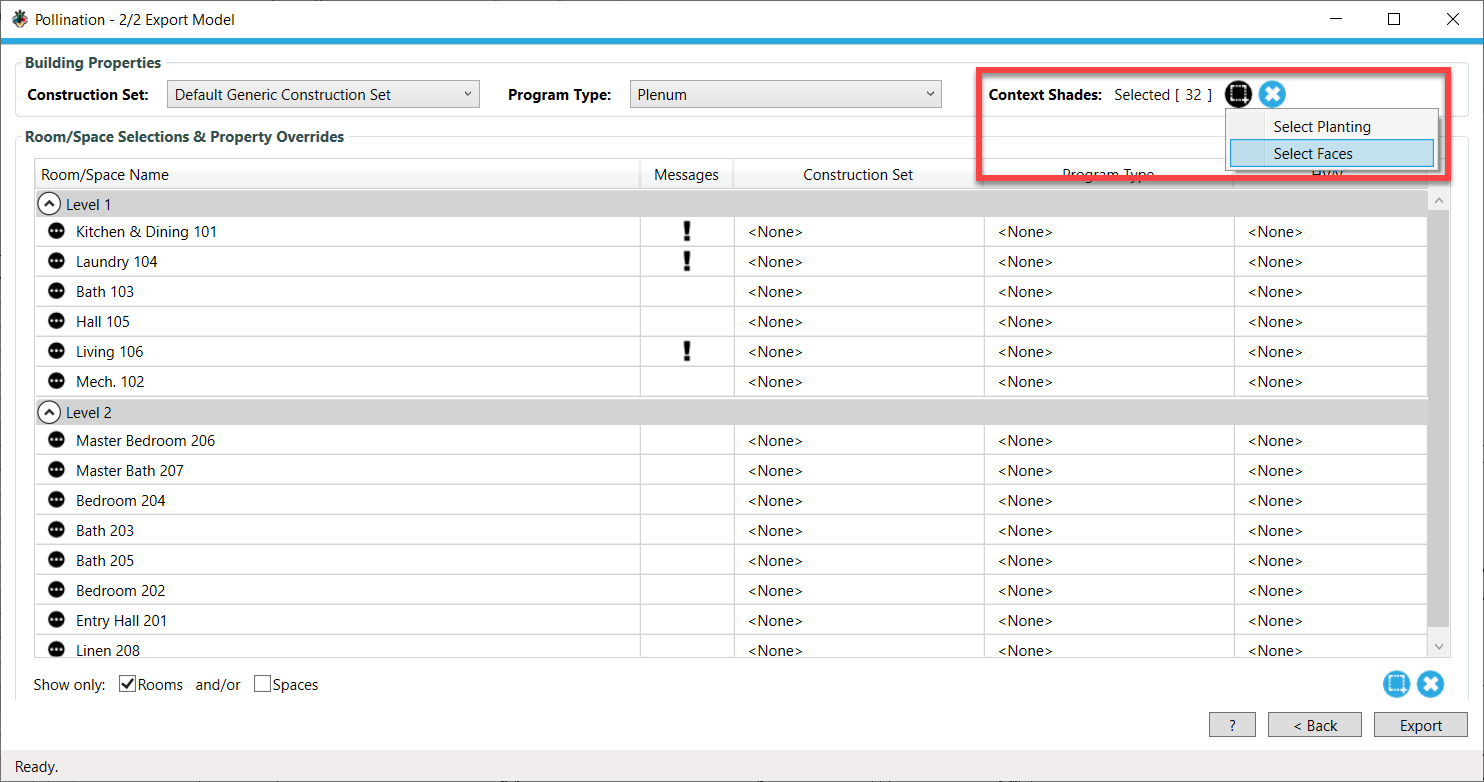 Pollination - 2/2 Export Model
Building Properties
Construction Set: Default Generic Construction Set Program Type: Plenum Context Shades: Selected [ 32 ]
Select Planting
Select Faces
Room/Space Selections & Property Overrides
Room/Space Name Messages Construction Set Program Type HVAC
Level 1
Kitchen & Dining 101 ! <None> <None> <None>
Laundry 104 ! <None> <None> <None>
Bath 103 <None> <None> <None>
Hall 105 <None> <None> <None>
Living 106 ! <None> <None> <None>
Mech. 102 <None> <None> <None>
Level 2
Master Bedroom 206 <None> <None> <None>
Master Bath 207 <None> <None> <None>
Bedroom 204 <None> <None> <None>
Bath 203 <None> <None> <None>
Bath 205 <None> <None> <None>
Bedroom 202 <None> <None> <None>
Entry Hall 201 <None> <None> <None>
Linen 208 <None> <None> <None>
Show only: Rooms and/or Spaces
? < Back Export
Ready.